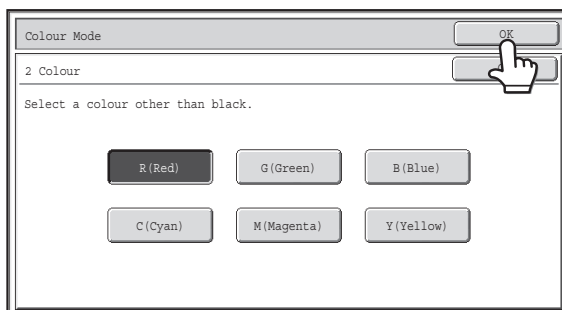 Colour Mode
OK
2 Colour
Select a colour other than black.
R(Red) G(Green) B(Blue)
C(Cyan) M(Magenta) Y(Yellow)